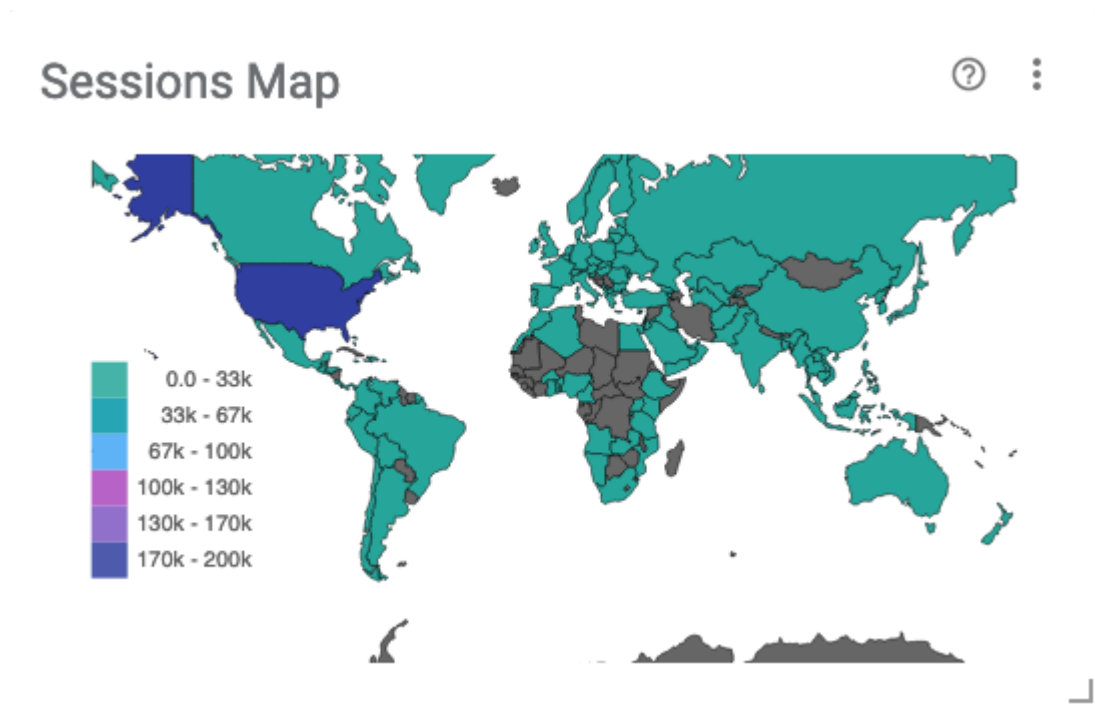 Sessions Map
0.0 - 33k
33k - 67k
67k - 100k
100k - 130k
130k - 170k
170k - 200k